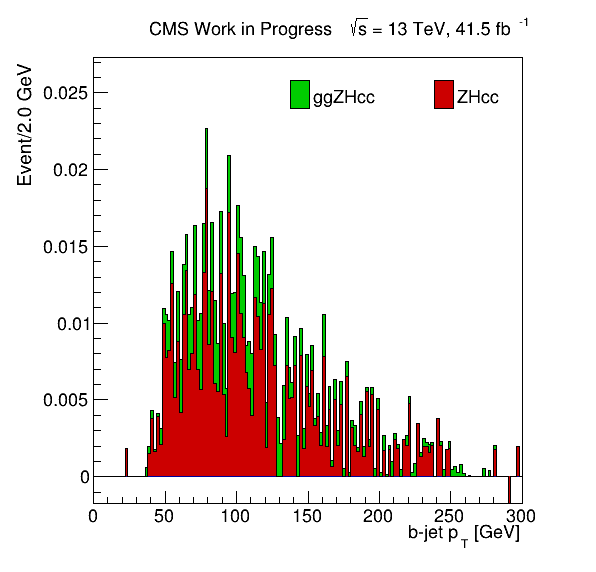 CMS Work in Progress √s = 13 TeV, 41.5 fb -1
ggZHcc ZHcc
Event/2.0 GeV
0.025
0.02
0.015
0.01
0.005
0
0 50 100 150 200 250 300
b-jet p_T [GeV]